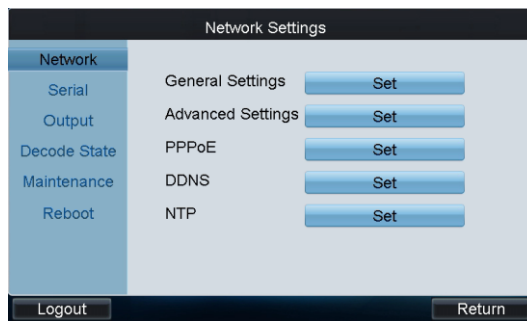 Network Settings
Network
Serial
Output
Decode State
Maintenance
Reboot
General Settings Set
Advanced Settings Set
PPPoE Set
DDNS Set
NTP Set
Logout Return